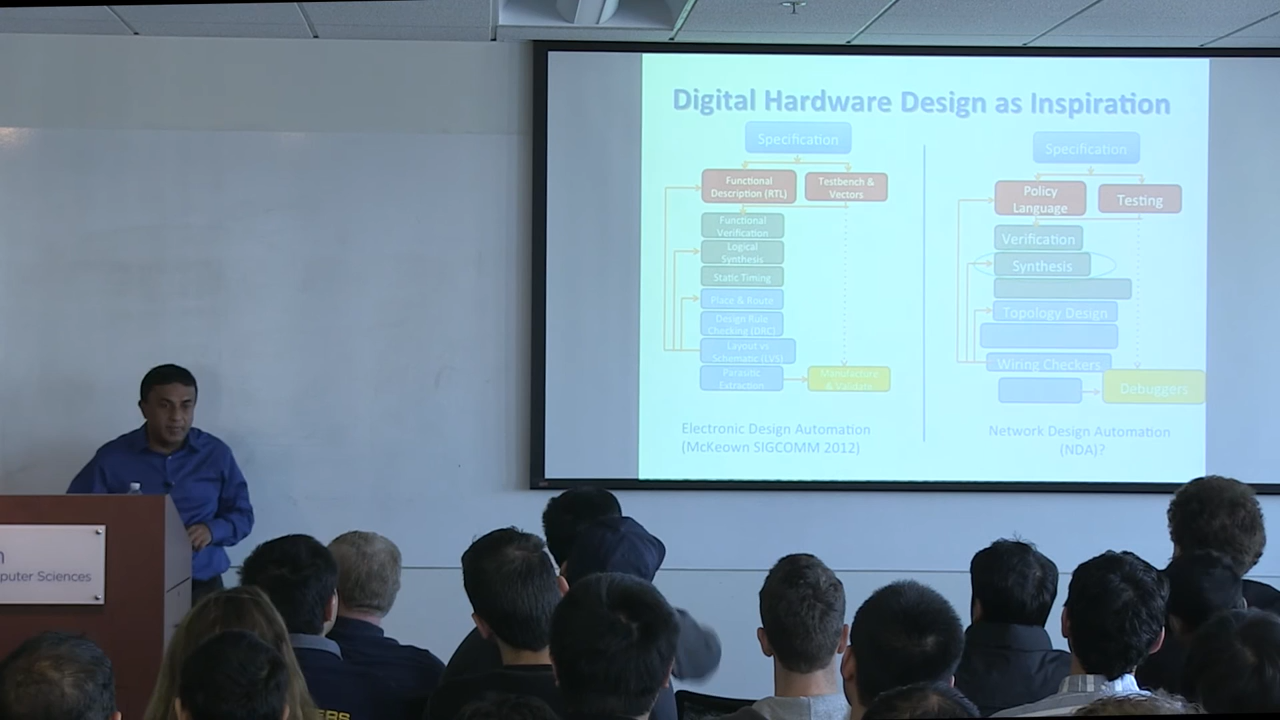 Digital Hardware Design as Inspiration
Specification
Functional
Description (RTL)
Testbench &
Vectors
Functional
Verification
Logical
Synthesis
Static Timing
Place & Route
Design Rule
Checking (DRC)
Layout vs
Schematic (LVS)
Parasitic
Extraction
Manufacture
& Validate
Electronic Design Automation
(McKeown SIGCOMM 2012)
Specification
Policy
Language
Testing
Verification
Synthesis
Topology Design
Wiring Checkers
Debuggers
Network Design Automation
(NDA)?
puter Sciences
ERS